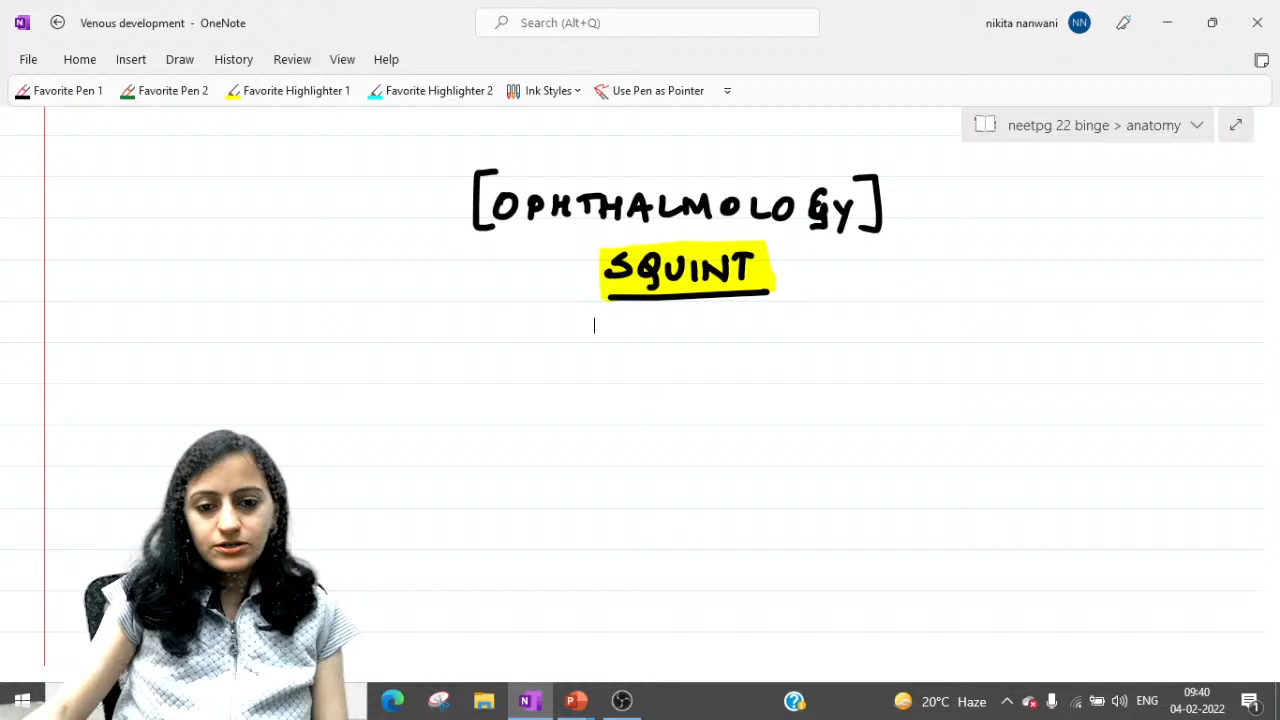 Venous development - OneNote
Search (Alt+Q)
nikita nanwani NN
File Home Insert Draw History Review View Help
Favorite Pen 1 Favorite Pen 2 Favorite Highlighter 1 Favorite Highlighter 2 Ink Styles Use Pen as Pointer
neetpg 22 binge > anatomy
[OPHTHALMOLOGY]
SQUINT
20°C Haze ENG 09:40
04-02-2022